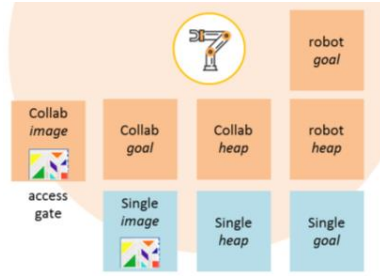 robot
goal
Collab
image
Collab
goal
Collab
heap
robot
heap
access
gate
Single
image
Single
heap
Single
goal